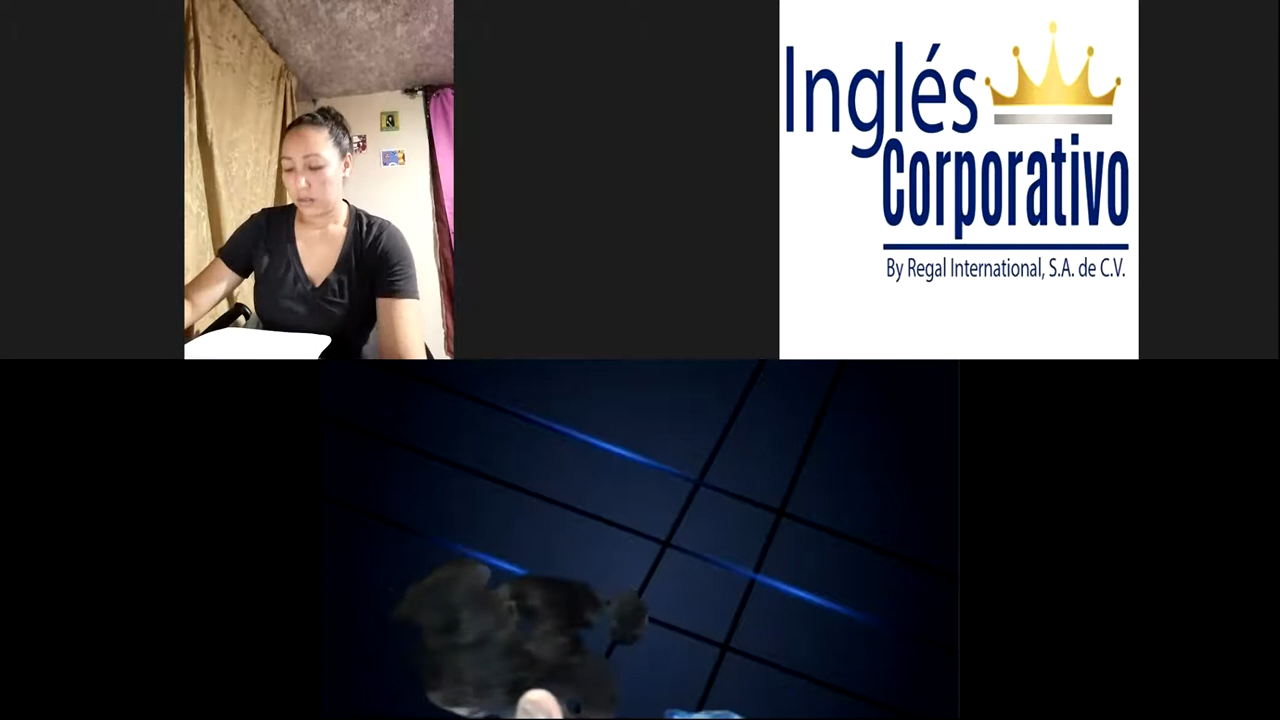 Inglés
Corporativo
By Regal International, S.A. de C.V.